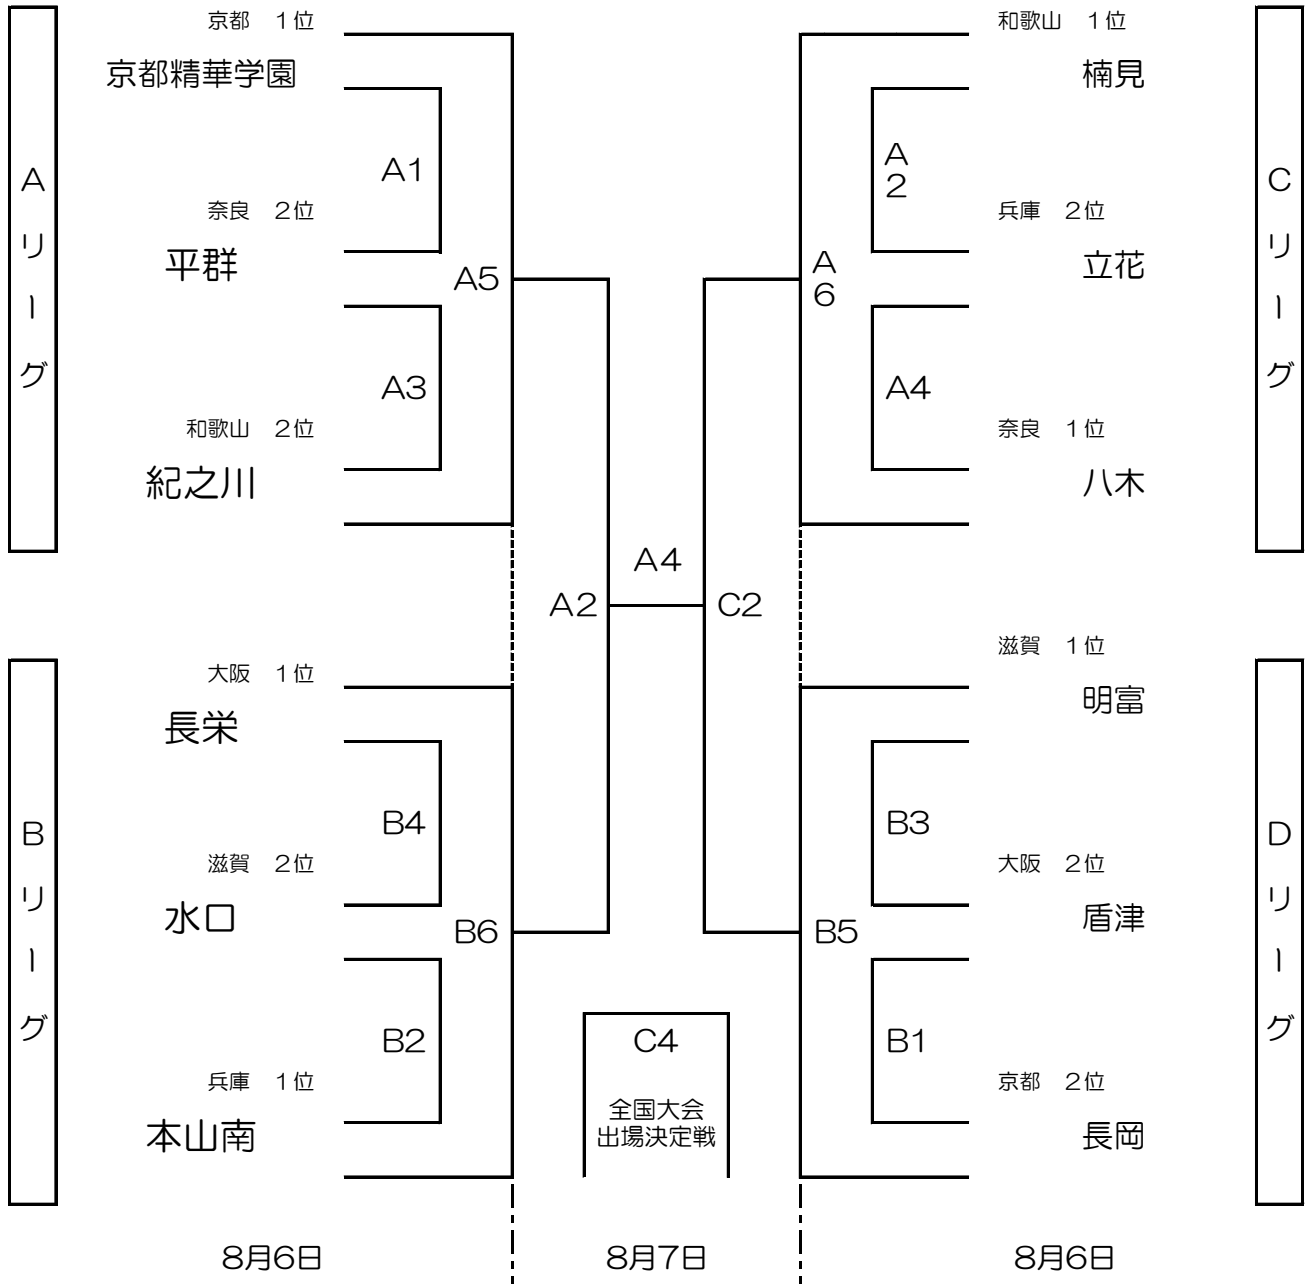 Aリーグ
京都　1位
京都精華学園
A1
奈良　2位
平群
A5
A3
和歌山　2位
紀之川
Bリーグ
大阪　1位
長栄
B4
滋賀　2位
水口
B6
B2
兵庫　1位
本山南
A2
A4
C2
C4
全国大会
出場決定戦
和歌山　1位
楠見
A
2
兵庫　2位
立花
A
6
A4
奈良　1位
八木
Cリーグ
滋賀　1位
明富
B3
大阪　2位
盾津
B5
B1
京都　2位
長岡
Dリーグ
8月6日
8月7日
8月6日